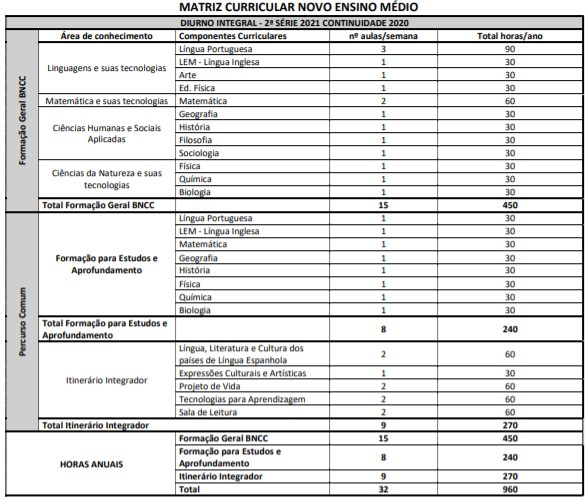 MATRIZ CURRICULAR NOVO ENSINO MÉDIO
DIURNO INTEGRAL - 2ª SÉRIE 2021 CONTINUIDADE 2020
Área de conhecimento Componentes Curriculares nº aulas/semana Total horas/ano
Formação Geral BNCC
Linguagens e suas tecnologias
Língua Portuguesa 3 90
LEM - Língua Inglesa 1 30
Arte 1 30
Ed. Física 1 30
Matemática e suas tecnologias Matemática 2 60
Ciências Humanas e Sociais
Aplicadas
Geografia 1 30
História 1 30
Filosofia 1 30
Sociologia 1 30
Ciências da Natureza e suas
tecnologias
Física 1 30
Química 1 30
Biologia 1 30
Total Formação Geral BNCC 15 450
Percurso Comum
Formação para Estudos e
Aprofundamento
Língua Portuguesa 1 30
LEM - Língua Inglesa 1 30
Matemática 1 30
Geografia 1 30
História 1 30
Física 1 30
Química 1 30
Biologia 1 30
Total Formação para Estudos e
Aprofundamento 8 240
Itinerário Integrador
Língua, Literatura e Cultura dos
países de Língua Espanhola 2 60
Expressões Culturais e Artísticas 1 30
Projeto de Vida 2 60
Tecnologias para Aprendizagem 2 60
Sala de Leitura 2 60
Total Itinerário Integrador 9 270
HORAS ANUAIS
Formação Geral BNCC 15 450
Formação para Estudos e
Aprofundamento 8 240
Itinerário Integrador 9 270
Total 32 960